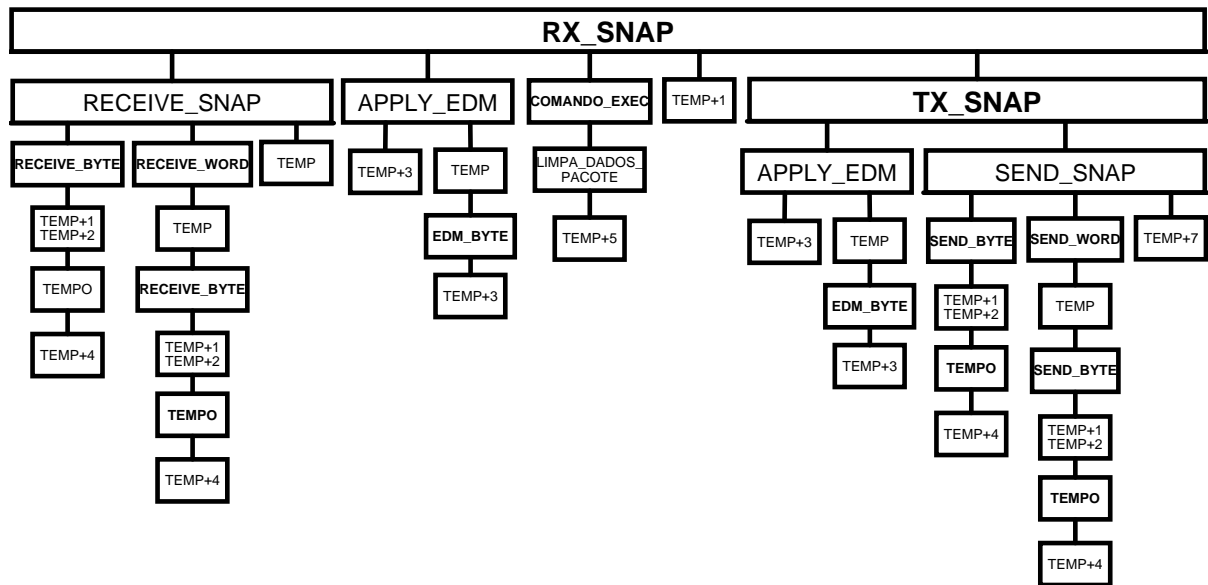 RX_SNAP
RECEIVE_SNAP
APPLY_EDM
COMANDO_EXEC
TEMP+1
TX_SNAP
RECEIVE_BYTE
RECEIVE_WORD
TEMP
TEMP+3
TEMP
LIMPA_DADOS_
PACOTE
APPLY_EDM
SEND_SNAP
TEMP+1
TEMP+2
TEMP
EDM_BYTE
TEMP+5
TEMP+3
TEMP
SEND_BYTE
SEND_WORD
TEMP+7
TEMPO
RECEIVE_BYTE
TEMP+3
EDM_BYTE
TEMP+1
TEMP+2
TEMP
TEMP+4
TEMP+1
TEMP+2
TEMP+3
TEMPO
SEND_BYTE
TEMPO
TEMP+4
TEMP+1
TEMP+2
TEMP+4
TEMPO
TEMP+4